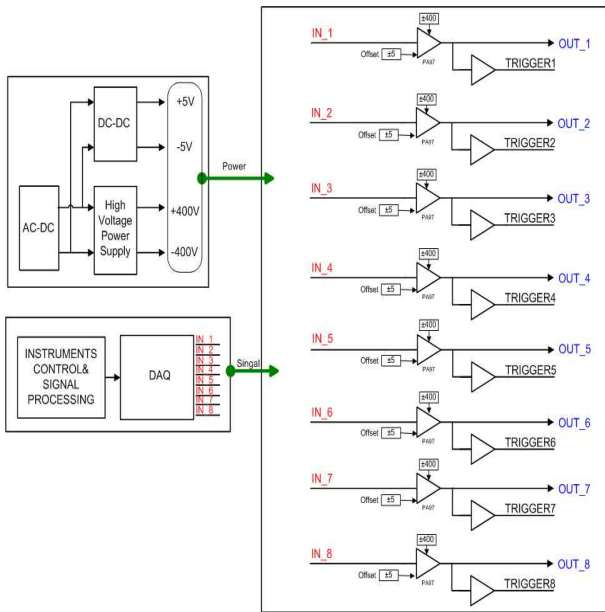 AC-DC
DC-DC
High
Voltage
Power
Supply
+5V
-5V
+400V
-400V
Power
INSTRUMENTS
CONTROL&
SIGNAL
PROCESSING
DAQ
IN_1
IN_2
IN_3
IN_4
IN_5
IN_6
IN_7
IN_8
Singal
IN_1
±400
OUT_1
Offset ±5
PA97
TRIGGER1
IN_2
±400
OUT_2
Offset ±5
PA97
TRIGGER2
IN_3
±400
OUT_3
Offset ±5
PA97
TRIGGER3
IN_4
±400
OUT_4
Offset ±5
PA97
TRIGGER4
IN_5
±400
OUT_5
Offset ±5
PA97
TRIGGER5
IN_6
±400
OUT_6
Offset ±5
PA97
TRIGGER6
IN_7
±400
OUT_7
Offset ±5
PA97
TRIGGER7
IN_8
±400
OUT_8
Offset ±5
PA97
TRIGGER8